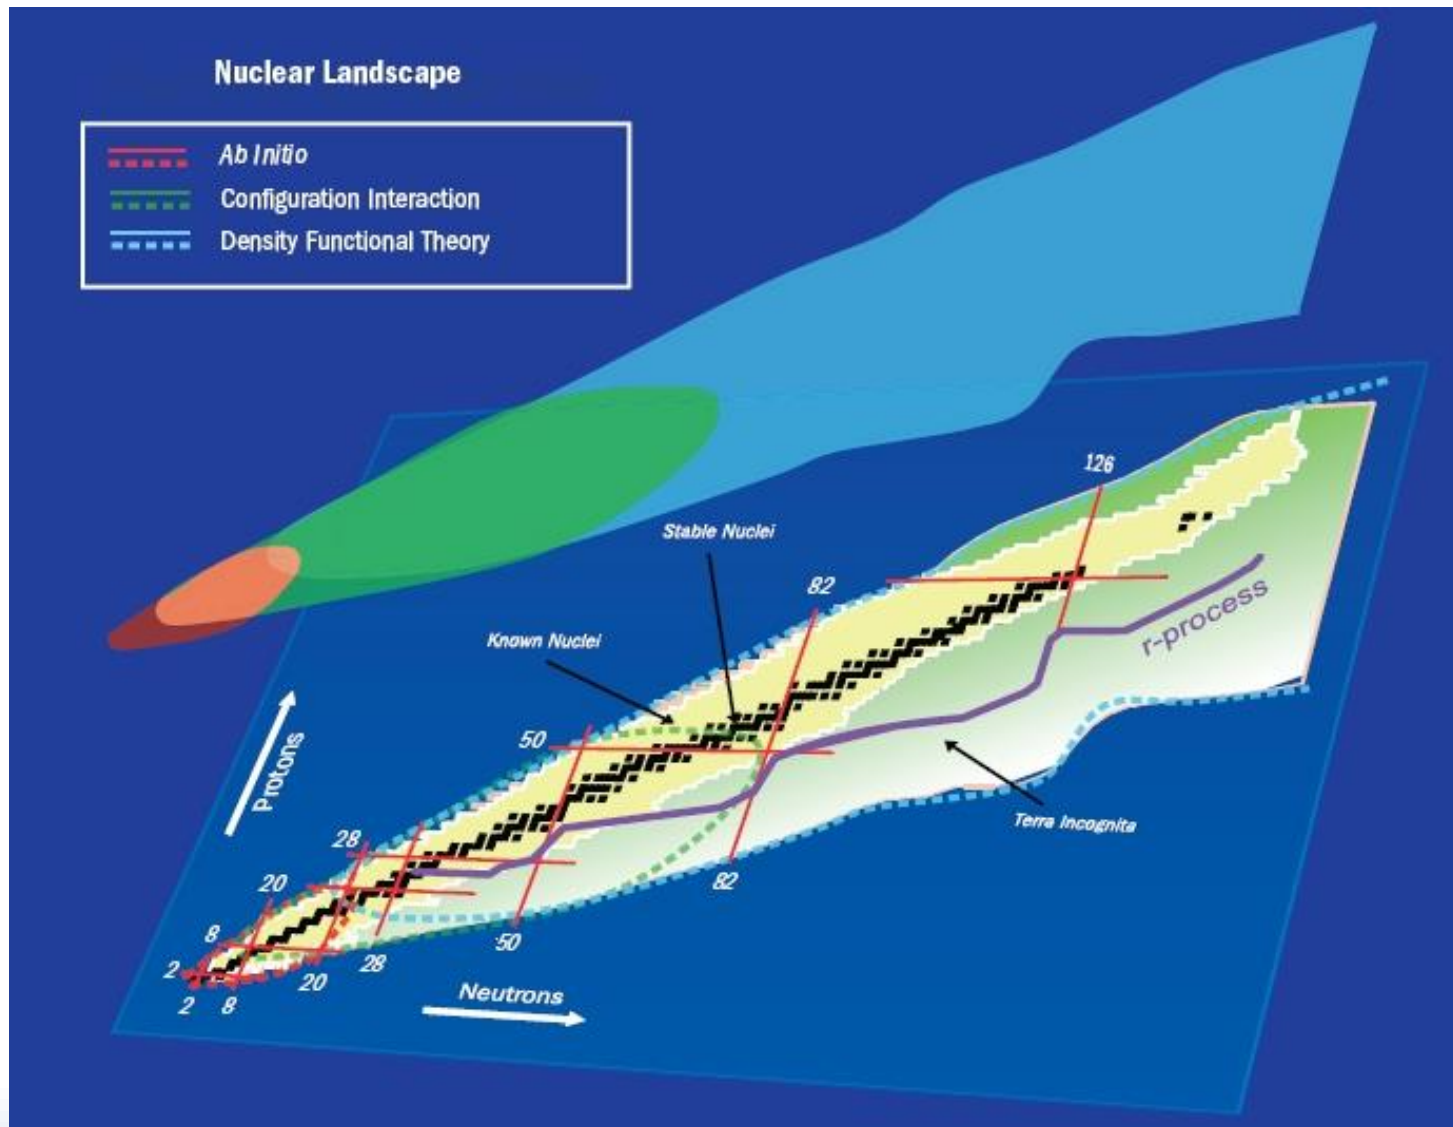 Nuclear Landscape
Ab Initio
Configuration Interaction
Density Functional Theory
126
Stable Nuclei
82
Known Nuclei
r-process
50
Protons
Terra Incognita
28
82
20
8
50
28
2
20
2
8
Neutrons